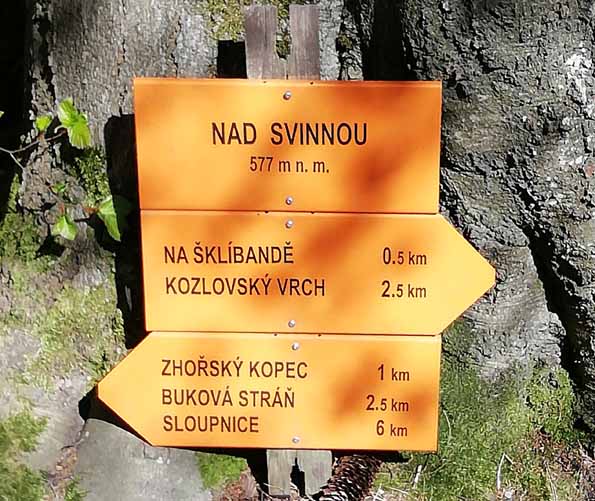 NAD SVINNOU
577 m n. m.
NA ŠKLÍBANDĚ 0.5 km
KOZLOVSKÝ VRCH 2.5 km
ZHOŘSKÝ KOPEC 1 km
BUKOVÁ STRÁŇ 2.5 km
SLOUPNICE 6 km